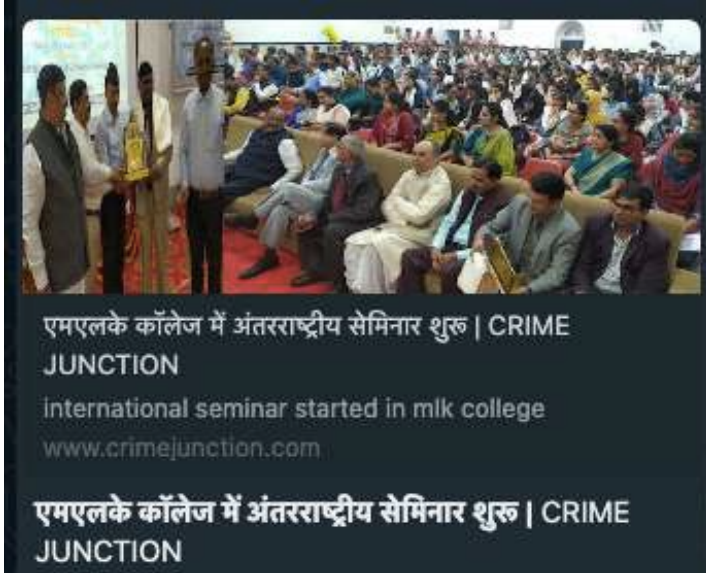 एमएलके कॉलेज में अंतरराष्ट्रीय सेमिनार शुरू | CRIME
JUNCTION
international seminar started in mlk college
www.crimejunction.com
एमएलके कॉलेज में अंतरराष्ट्रीय सेमिनार शुरू | CRIME
JUNCTION